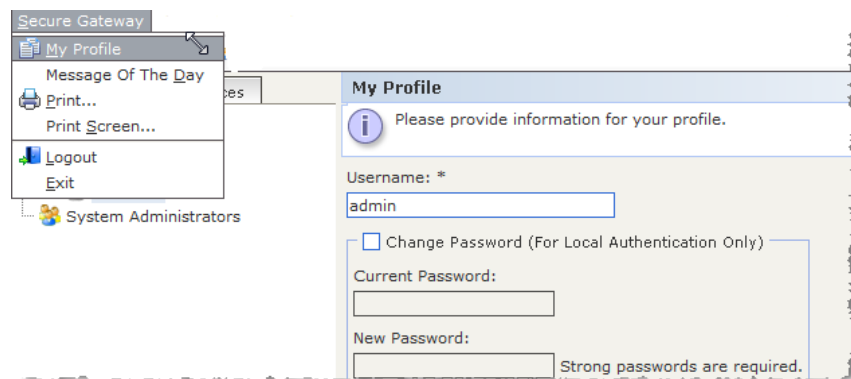 Secure Gateway
My Profile
Message Of The Day
Print...
Print Screen...
Logout
Exit
System Administrators
My Profile
Please provide information for your profile.
Username: *
admin
Change Password (For Local Authentication Only)
Current Password:
New Password:
Strong passwords are required.